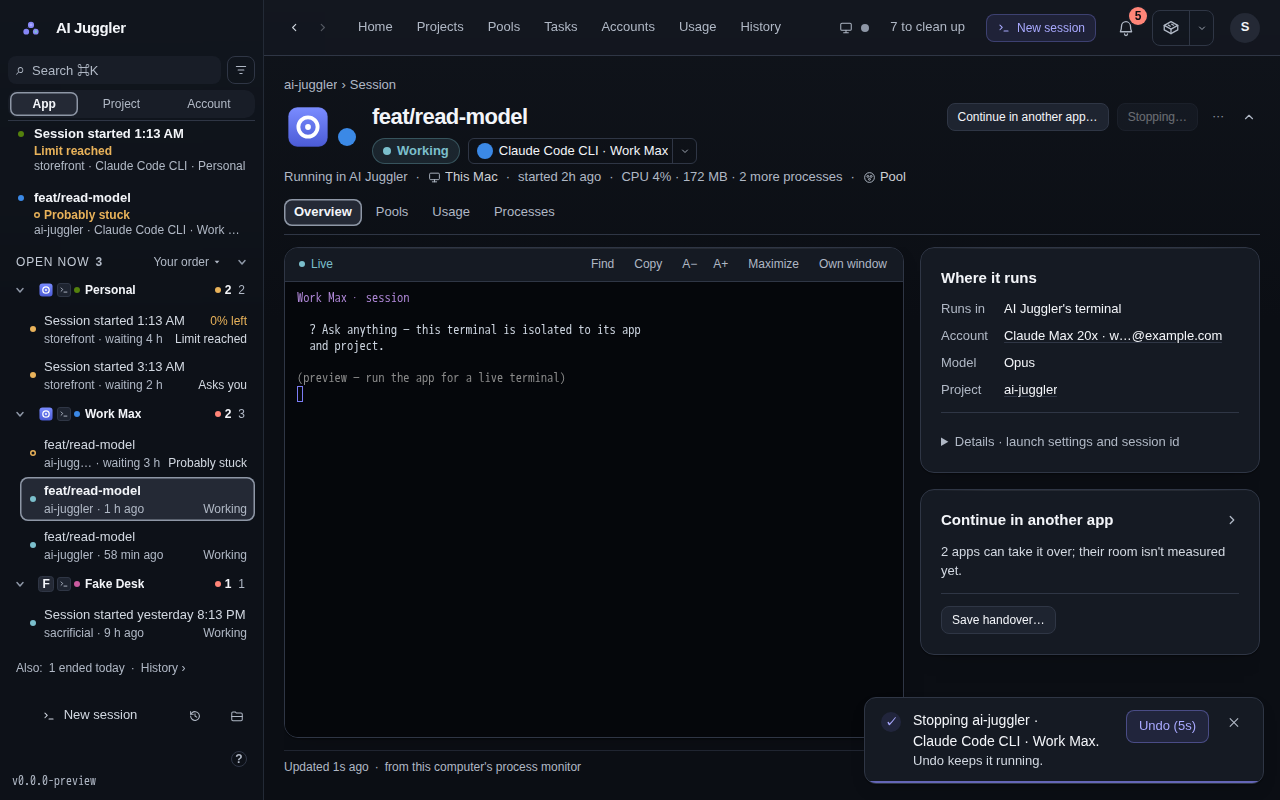 AI Juggler
Search ⌘K
App Project Account
Session started 1:13 AM
Limit reached
storefront · Claude Code CLI · Personal
feat/read-model
Probably stuck
ai-juggler · Claude Code CLI · Work …
OPEN NOW 3 Your order
Personal 2 2
Session started 1:13 AM 0% left
storefront · waiting 4 h Limit reached
Session started 3:13 AM
storefront · waiting 2 h Asks you
Work Max 2 3
feat/read-model
ai-jugg… · waiting 3 h Probably stuck
feat/read-model
ai-juggler · 1 h ago Working
feat/read-model
ai-juggler · 58 min ago Working
F Fake Desk 1 1
Session started yesterday 8:13 PM
sacrificial · 9 h ago Working
Also: 1 ended today · History ›
New session
?
v0.0.0-preview
Home Projects Pools Tasks Accounts Usage History
7 to clean up
New session
5
S
ai-juggler › Session
feat/read-model
Continue in another app… Stopping… ···
Working Claude Code CLI · Work Max
Running in AI Juggler · This Mac · started 2h ago · CPU 4% · 172 MB · 2 more processes · Pool
Overview Pools Usage Processes
Live Find Copy A− A+ Maximize Own window
Work Max · session
? Ask anything — this terminal is isolated to its app
and project.
(preview — run the app for a live terminal)
Updated 1s ago · from this computer's process monitor
Where it runs
Runs in AI Juggler's terminal
Account Claude Max 20x · w…@example.com
Model Opus
Project ai-juggler
Details · launch settings and session id
Continue in another app
2 apps can take it over; their room isn't measured
yet.
Save handover…
Stopping ai-juggler ·
Claude Code CLI · Work Max.
Undo keeps it running.
Undo (5s)